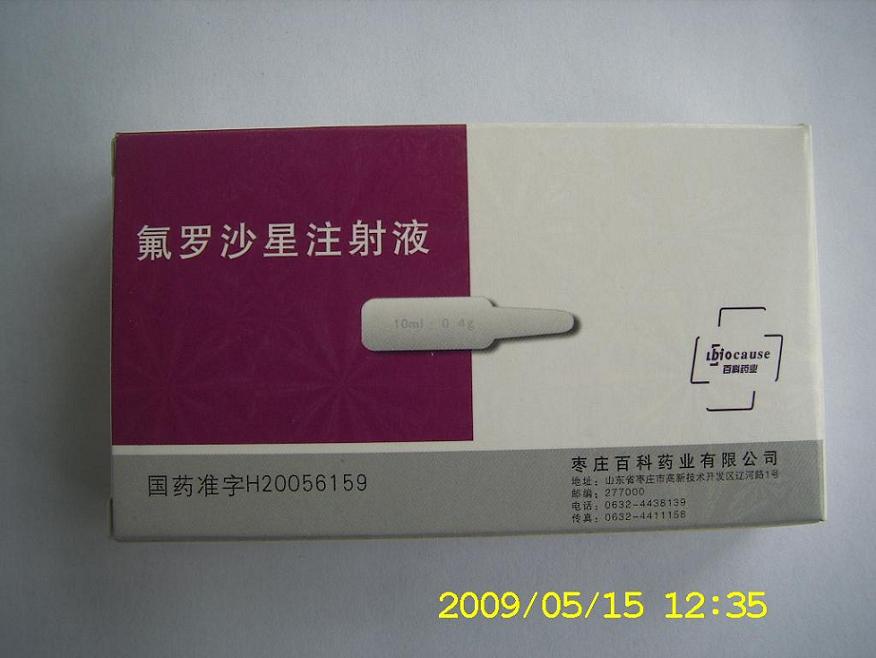 氟罗沙星注射液
10ml：0.4g
biocause
百科药业
国药准字H20056159
枣庄百科药业有限公司
地址：山东省枣庄市高新技术开发区辽河路1号
邮编：277000
电话：0632-4438139
传真：0632-4411158
2009/05/15 12:35